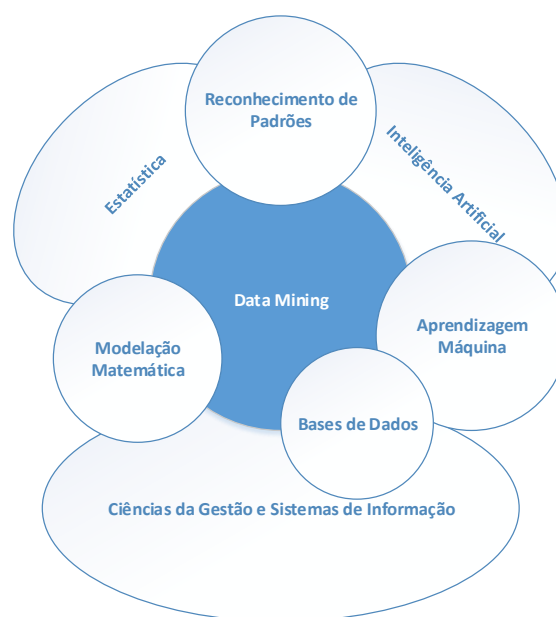 Reconhecimento de
Padrões
Estatística
Inteligência Artificial
Data Mining
Modelação
Matemática
Aprendizagem
Máquina
Bases de Dados
Ciências da Gestão e Sistemas de Informação